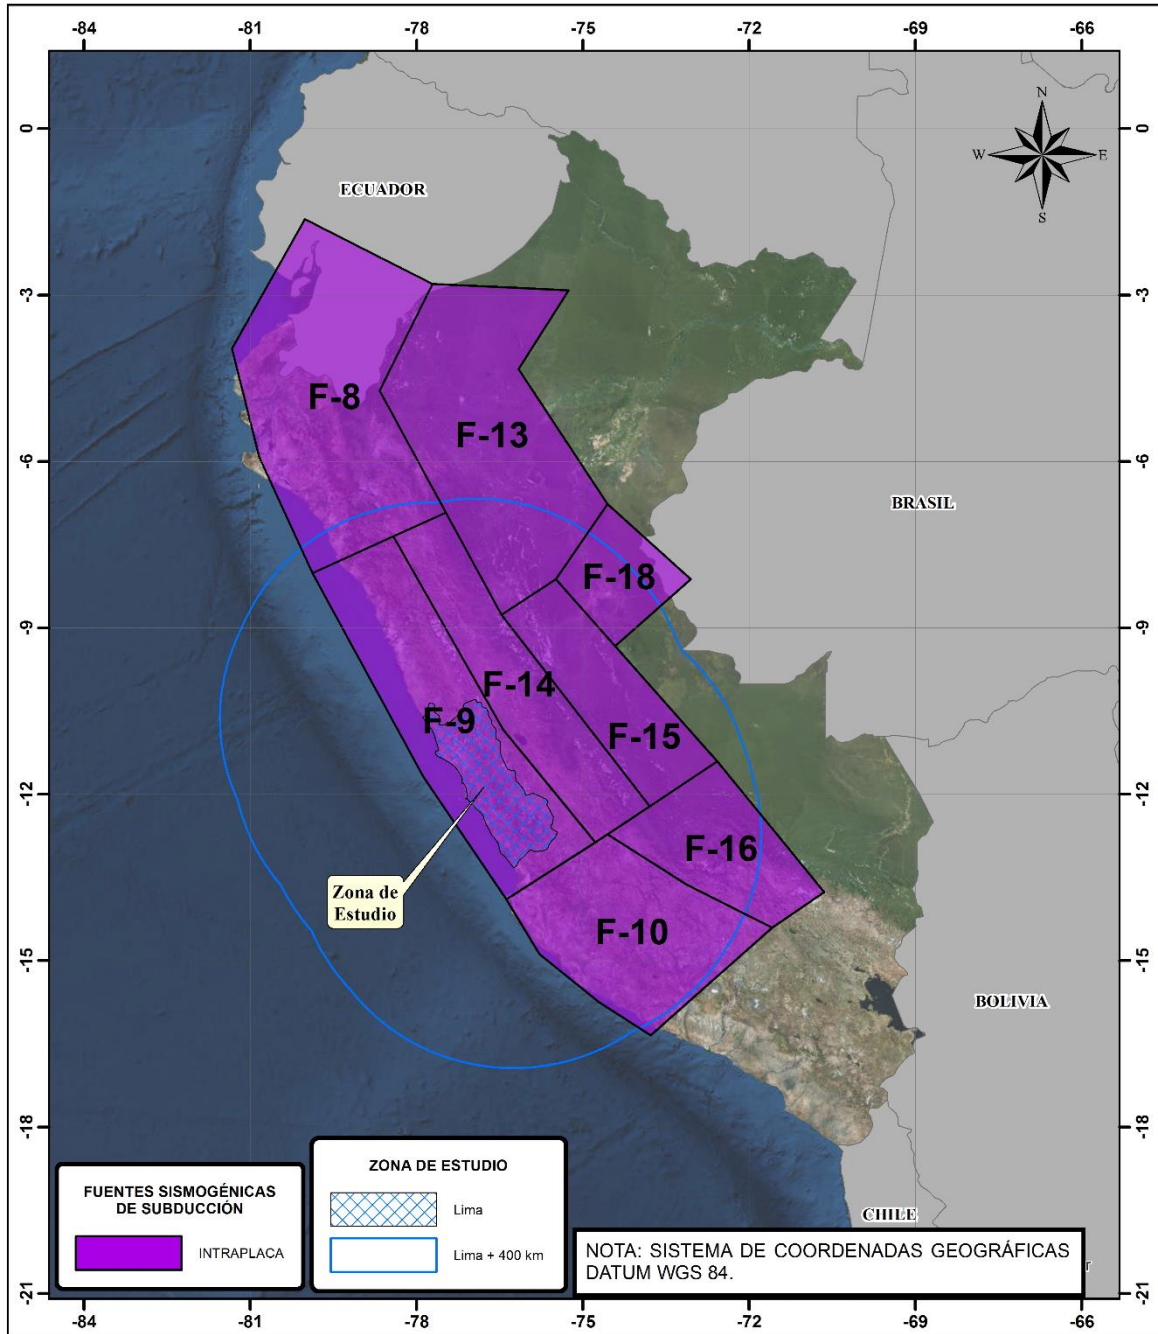 -84 -81 -78 -75 -72 -69 -66
N
W E
S
0 0
ECUADOR
-3 -3
F-8
F-13
-6 -6
BRASIL
F-18
-9 -9
F-14
F-9
F-15
-12 -12
F-16
Zona de
Estudio
F-10
-15 -15
BOLIVIA
-18 -18
ZONA DE ESTUDIO
FUENTES SISMOGÉNICAS
DE SUBDUCCIÓN
Lima
CHILE
INTRAPLACA
Lima + 400 km
NOTA: SISTEMA DE COORDENADAS GEOGRÁFICAS
DATUM WGS 84.
-21 -21
-84 -81 -78 -75 -72 -69 -66